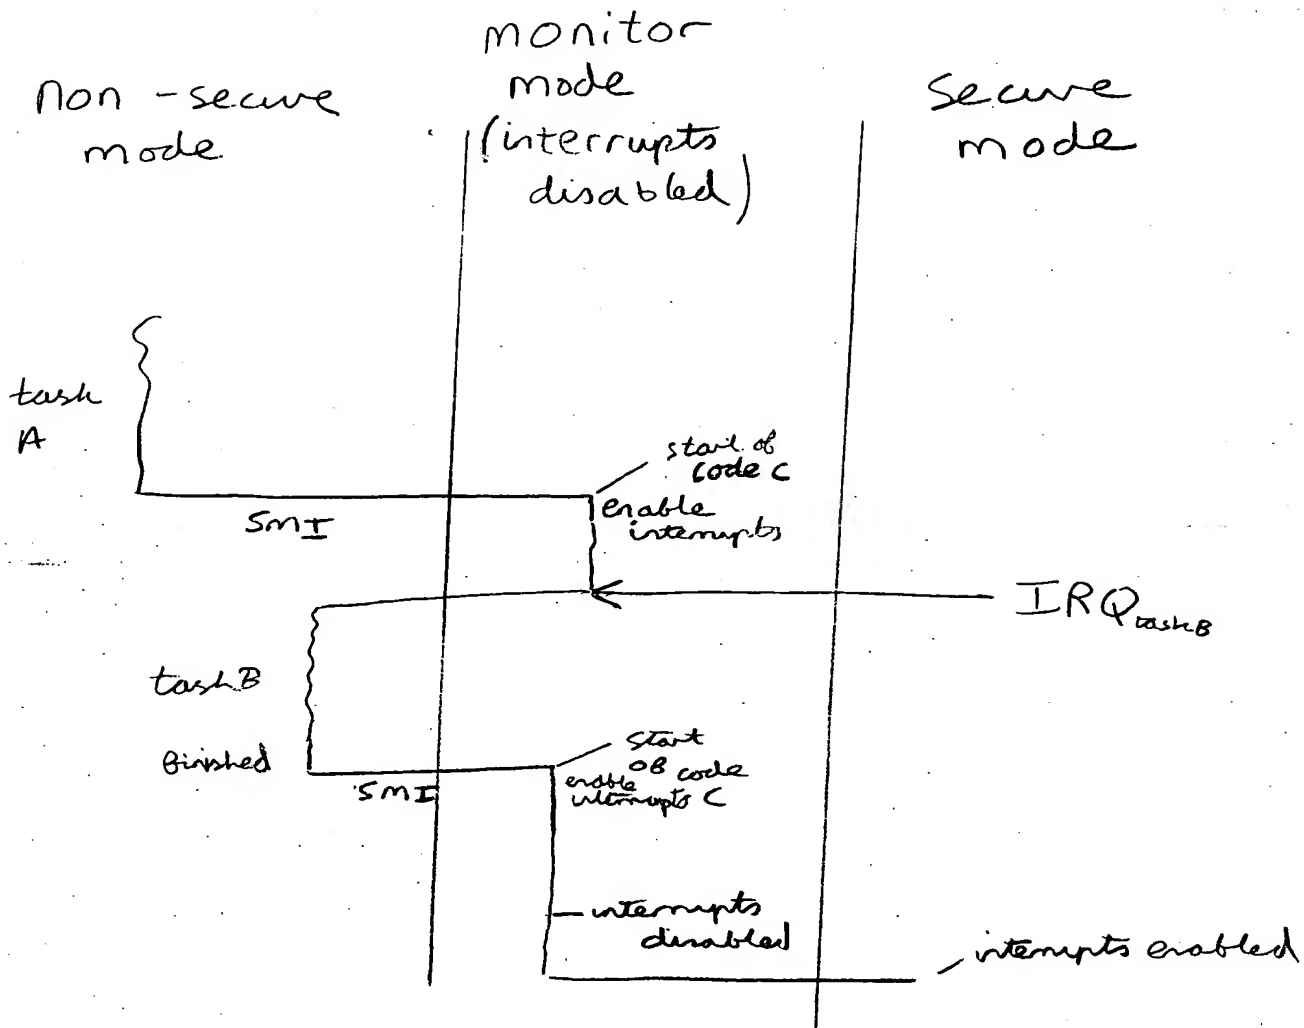 non-secure
mode
monitor
mode
(interrupts
disabled)
secure
mode
task
A
start of
code C
SMI
enable
interrupts
IRQ task B
task B
finished
start
of code
SMI
enable
interrupts C
interrupts
disabled
interrupts enabled